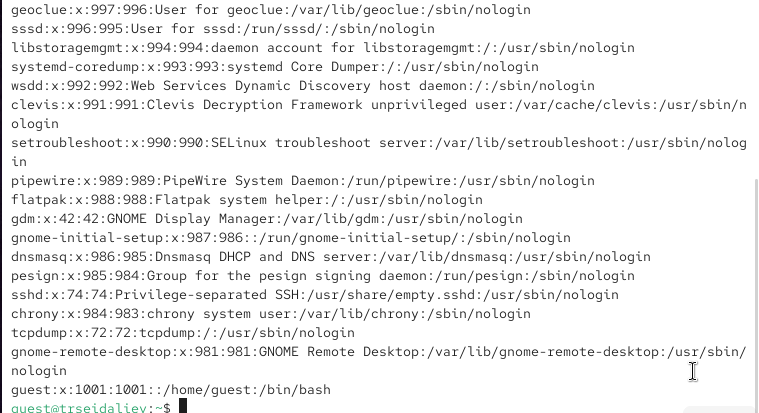 geoclue:x:997:996:User for geoclue:/var/lib/geoclue:/sbin/nologin
sssd:x:996:995:User for sssd:/run/sssd/:/sbin/nologin
libstoragemgmt:x:994:994:daemon account for libstoragemgmt:/:/usr/sbin/nologin
systemd-coredump:x:993:993:systemd Core Dumper:/:/usr/sbin/nologin
wsdd:x:992:992:Web Services Dynamic Discovery host daemon:/:/sbin/nologin
clevis:x:991:991:Clevis Decryption Framework unprivileged user:/var/cache/clevis:/usr/sbin/n
ologin
setroubleshoot:x:990:990:SELinux troubleshoot server:/var/lib/setroubleshoot:/usr/sbin/nolog
in
pipewire:x:989:989:PipeWire System Daemon:/run/pipewire:/usr/sbin/nologin
flatpak:x:988:988:Flatpak system helper:/:/usr/sbin/nologin
gdm:x:42:42:GNOME Display Manager:/var/lib/gdm:/usr/sbin/nologin
gnome-initial-setup:x:987:986::/run/gnome-initial-setup/:/sbin/nologin
dnsmasq:x:986:985:Dnsmasq DHCP and DNS server:/var/lib/dnsmasq:/usr/sbin/nologin
pesign:x:985:984:Group for the pesign signing daemon:/run/pesign:/sbin/nologin
sshd:x:74:74:Privilege-separated SSH:/usr/share/empty.sshd:/usr/sbin/nologin
chrony:x:984:983:chrony system user:/var/lib/chrony:/sbin/nologin
tcpdump:x:72:72:tcpdump:/:/usr/sbin/nologin
gnome-remote-desktop:x:981:981:GNOME Remote Desktop:/var/lib/gnome-remote-desktop:/usr/sbin/
nologin
guest:x:1001:1001::/home/guest:/bin/bash
guest@trseidaliev:~$